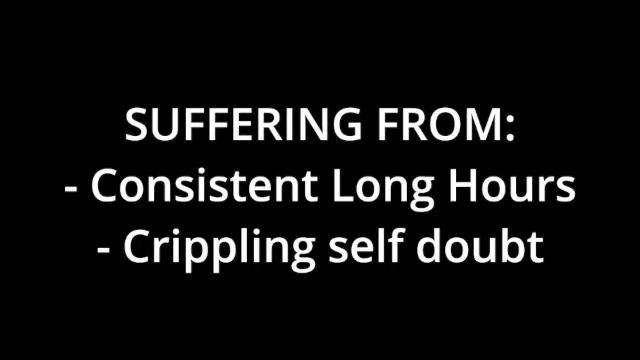 SUFFERING FROM:
- Consistent Long Hours
- Crippling self doubt